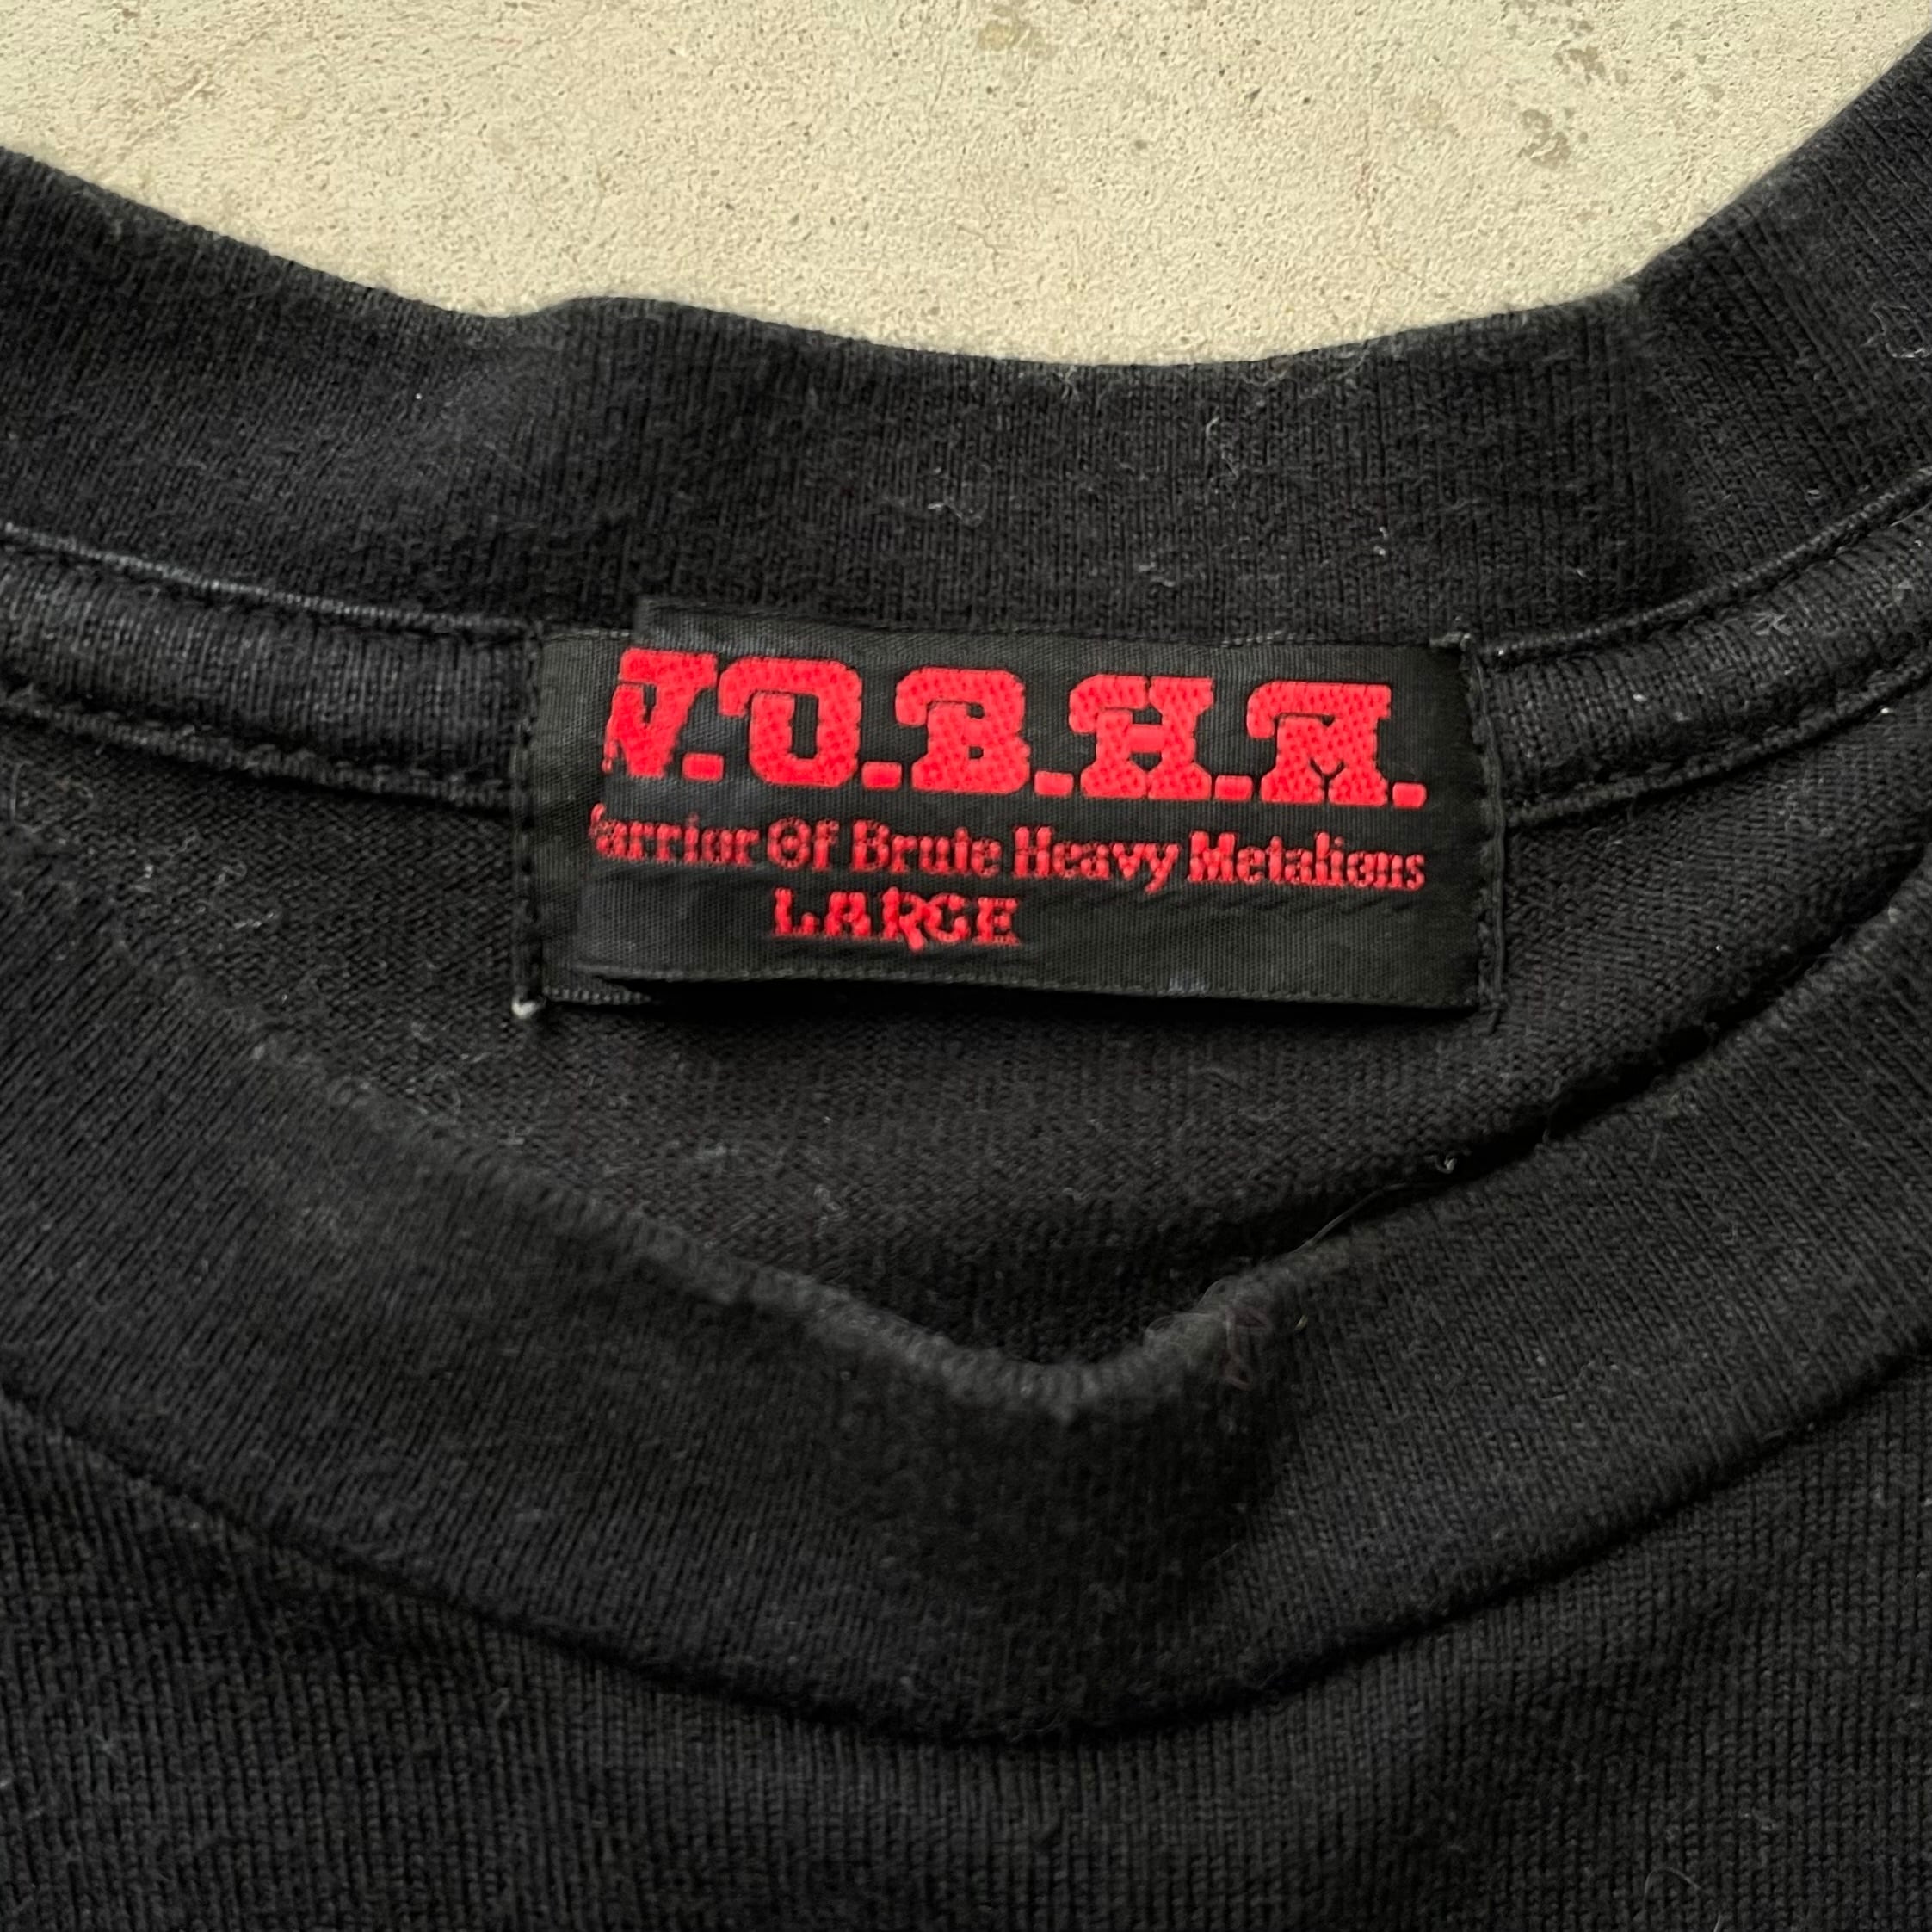 W.O.B.H.M.
Warrior Of Brute Heavy Metalions
LARGE